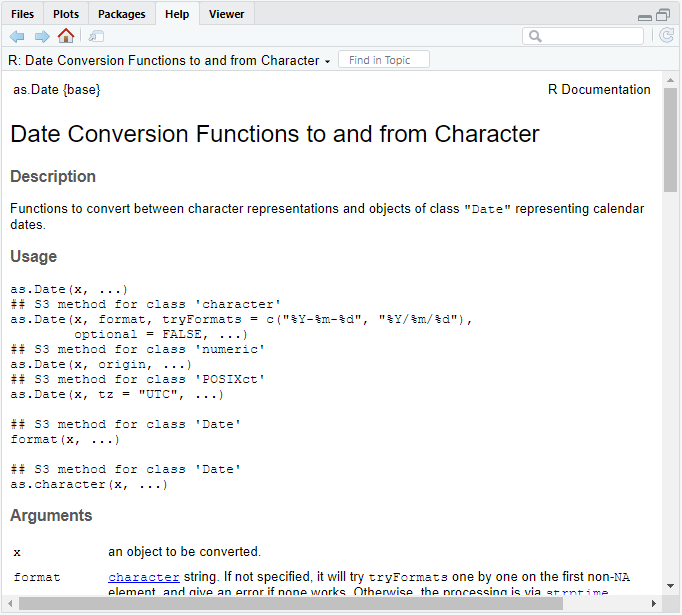 Files Plots Packages Help Viewer
R: Date Conversion Functions to and from Character Find in Topic
as.Date {base} R Documentation
Date Conversion Functions to and from Character
Description
Functions to convert between character representations and objects of class "Date" representing calendar
dates.
Usage
as.Date(x, ...)
## S3 method for class 'character'
as.Date(x, format, tryFormats = c("%Y-%m-%d", "%Y/%m/%d"),
        optional = FALSE, ...)
## S3 method for class 'numeric'
as.Date(x, origin, ...)
## S3 method for class 'POSIXct'
as.Date(x, tz = "UTC", ...)
## S3 method for class 'Date'
format(x, ...)
## S3 method for class 'Date'
as.character(x, ...)
Arguments
x an object to be converted.
format character string. If not specified, it will try tryFormats one by one on the first non-NA
element, and give an error if none works. Otherwise, the processing is via strptime